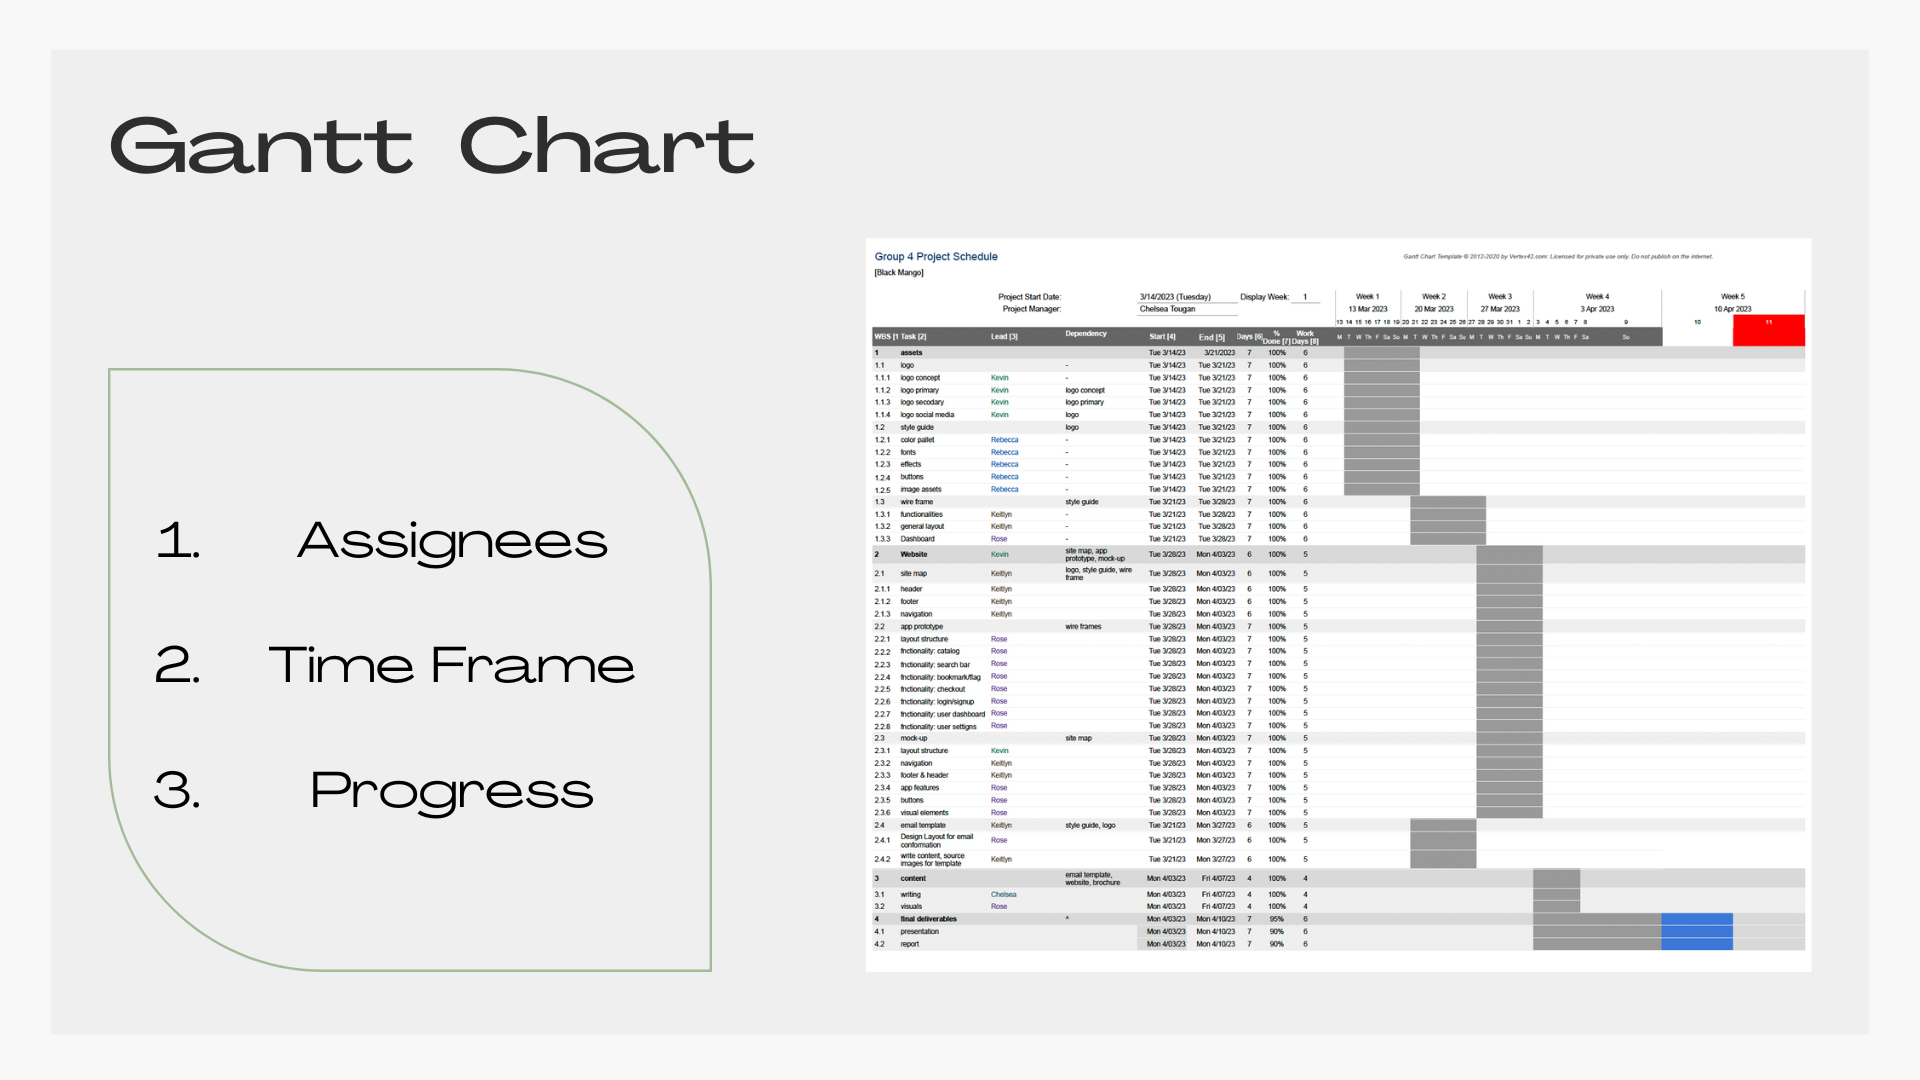 Gantt Chart
1. Assignees
2. Time Frame
3. Progress
Group 4 Project Schedule
Gantt Chart Template © 2012-2020 by Vertex42.com: Licensed for private use only. Do not publish on the internet.
[Black Mango]
Project Start Date: 3/14/2023 (Tuesday) Display Week: 1
Project Manager: Chelsea Tougan
Week 1 Week 2 Week 3 Week 4 Week 5
13 Mar 2023 20 Mar 2023 27 Mar 2023 3 Apr 2023 10 Apr 2023
13 14 15 16 17 18 19 20 21 22 23 24 25 26 27 28 29 30 31 1 2 3 4 5 6 7 8 9 10 11
WBS [1 Task [2] Lead [3] Dependency Start [4] End [5] Days [6] % Done [7] Work Days [8] M T W Th F Sa Su M T W Th F Sa Su M T W Th F Sa Su M T W Th F Sa Su
1 assets Tue 3/14/23 3/21/2023 7 100% 6
1.1 logo - Tue 3/14/23 Tue 3/21/23 7 100% 6
1.1.1 logo concept Kevin - Tue 3/14/23 Tue 3/21/23 7 100% 6
1.1.2 logo primary Kevin logo concept Tue 3/14/23 Tue 3/21/23 7 100% 6
1.1.3 logo secodary Kevin logo primary Tue 3/14/23 Tue 3/21/23 7 100% 6
1.1.4 logo social media Kevin logo Tue 3/14/23 Tue 3/21/23 7 100% 6
1.2 style guide logo Tue 3/14/23 Tue 3/21/23 7 100% 6
1.2.1 color pallet Rebecca - Tue 3/14/23 Tue 3/21/23 7 100% 6
1.2.2 fonts Rebecca - Tue 3/14/23 Tue 3/21/23 7 100% 6
1.2.3 effects Rebecca - Tue 3/14/23 Tue 3/21/23 7 100% 6
1.2.4 buttons Rebecca - Tue 3/14/23 Tue 3/21/23 7 100% 6
1.2.5 image assets Rebecca - Tue 3/14/23 Tue 3/21/23 7 100% 6
1.3 wire frame style guide Tue 3/21/23 Tue 3/28/23 7 100% 6
1.3.1 functionalities Keitlyn - Tue 3/21/23 Tue 3/28/23 7 100% 6
1.3.2 general layout Keitlyn - Tue 3/21/23 Tue 3/28/23 7 100% 6
1.3.3 Dashboard Rose - Tue 3/21/23 Tue 3/28/23 7 100% 6
2 Website Kevin site map, app prototype, mock-up Tue 3/28/23 Mon 4/03/23 6 100% 5
2.1 site map Keitlyn logo, style guide, wire frame Tue 3/28/23 Mon 4/03/23 6 100% 5
2.1.1 header Keitlyn Tue 3/28/23 Mon 4/03/23 6 100% 5
2.1.2 footer Keitlyn Tue 3/28/23 Mon 4/03/23 6 100% 5
2.1.3 navigation Keitlyn Tue 3/28/23 Mon 4/03/23 6 100% 5
2.2 app prototype wire frames Tue 3/28/23 Mon 4/03/23 7 100% 5
2.2.1 layout structure Rose Tue 3/28/23 Mon 4/03/23 7 100% 5
2.2.2 fnctionality: catalog Rose Tue 3/28/23 Mon 4/03/23 7 100% 5
2.2.3 fnctionality: search bar Rose Tue 3/28/23 Mon 4/03/23 7 100% 5
2.2.4 fnctionality: bookmark/flag Rose Tue 3/28/23 Mon 4/03/23 7 100% 5
2.2.5 fnctionality: checkout Rose Tue 3/28/23 Mon 4/03/23 7 100% 5
2.2.6 fnctionality: login/signup Rose Tue 3/28/23 Mon 4/03/23 7 100% 5
2.2.7 fnctionality: user dashboard Rose Tue 3/28/23 Mon 4/03/23 7 100% 5
2.2.8 fnctionality: user settigns Rose Tue 3/28/23 Mon 4/03/23 7 100% 5
2.3 mock-up site map Tue 3/28/23 Mon 4/03/23 7 100% 5
2.3.1 layout structure Kevin Tue 3/28/23 Mon 4/03/23 7 100% 5
2.3.2 navigation Keitlyn Tue 3/28/23 Mon 4/03/23 7 100% 5
2.3.3 footer & header Keitlyn Tue 3/28/23 Mon 4/03/23 7 100% 5
2.3.4 app features Rose Tue 3/28/23 Mon 4/03/23 7 100% 5
2.3.5 buttons Rose Tue 3/28/23 Mon 4/03/23 7 100% 5
2.3.6 visual elements Rose Tue 3/28/23 Mon 4/03/23 7 100% 5
2.4 email template Keitlyn style guide, logo Tue 3/21/23 Mon 3/27/23 6 100% 5
2.4.1 Design Layout for email conformation Rose Tue 3/21/23 Mon 3/27/23 6 100% 5
2.4.2 write content, source images for template Keitlyn Tue 3/21/23 Mon 3/27/23 6 100% 5
3 content email template, website, brochure Mon 4/03/23 Fri 4/07/23 4 100% 4
3.1 writing Chelsea Mon 4/03/23 Fri 4/07/23 4 100% 4
3.2 visuals Rose Mon 4/03/23 Fri 4/07/23 4 100% 4
4 final deliverables ^ Mon 4/03/23 Mon 4/10/23 7 95% 6
4.1 presentation Mon 4/03/23 Mon 4/10/23 7 90% 6
4.2 report Mon 4/03/23 Mon 4/10/23 7 90% 6